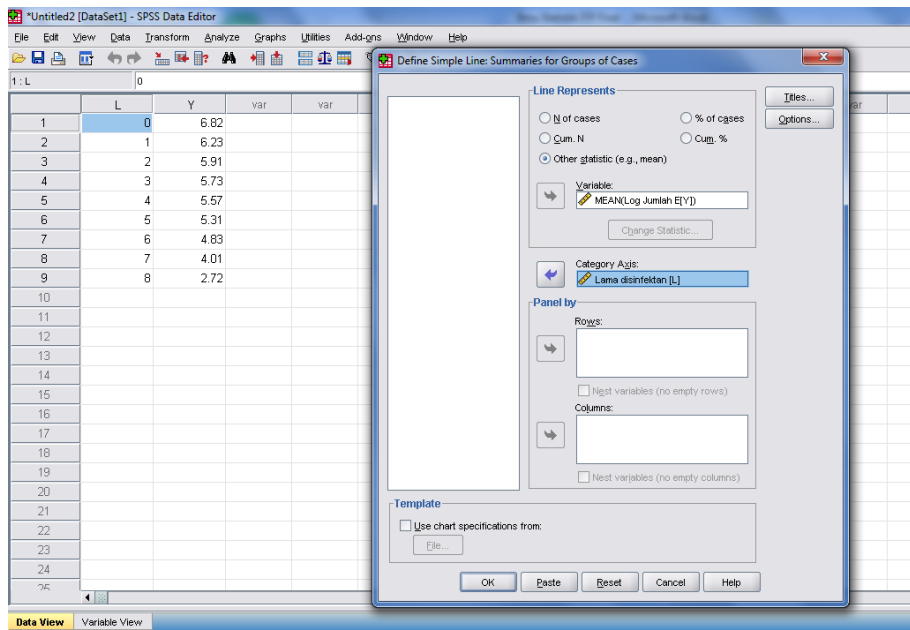 *Untitled2 [DataSet1] - SPSS Data Editor
File Edit View Data Transform Analyze Graphs Utilities Add-ons Window Help
1 : L 0
L Y var var var
1 0 6.82
2 1 6.23
3 2 5.91
4 3 5.73
5 4 5.57
6 5 5.31
7 6 4.83
8 7 4.01
9 8 2.72
10
11
12
13
14
15
16
17
18
19
20
21
22
23
24
25
Data View Variable View
Define Simple Line: Summaries for Groups of Cases
Line Represents
N of cases % of cases
Cum. N Cum. %
Other statistic (e.g., mean)
Variable:
MEAN(Log Jumlah E[Y])
Change Statistic...
Category Axis:
Lama disinfektan [L]
Panel by
Rows:
Nest variables (no empty rows)
Columns:
Nest variables (no empty columns)
Titles...
Options...
Template
Use chart specifications from:
File...
OK Paste Reset Cancel Help